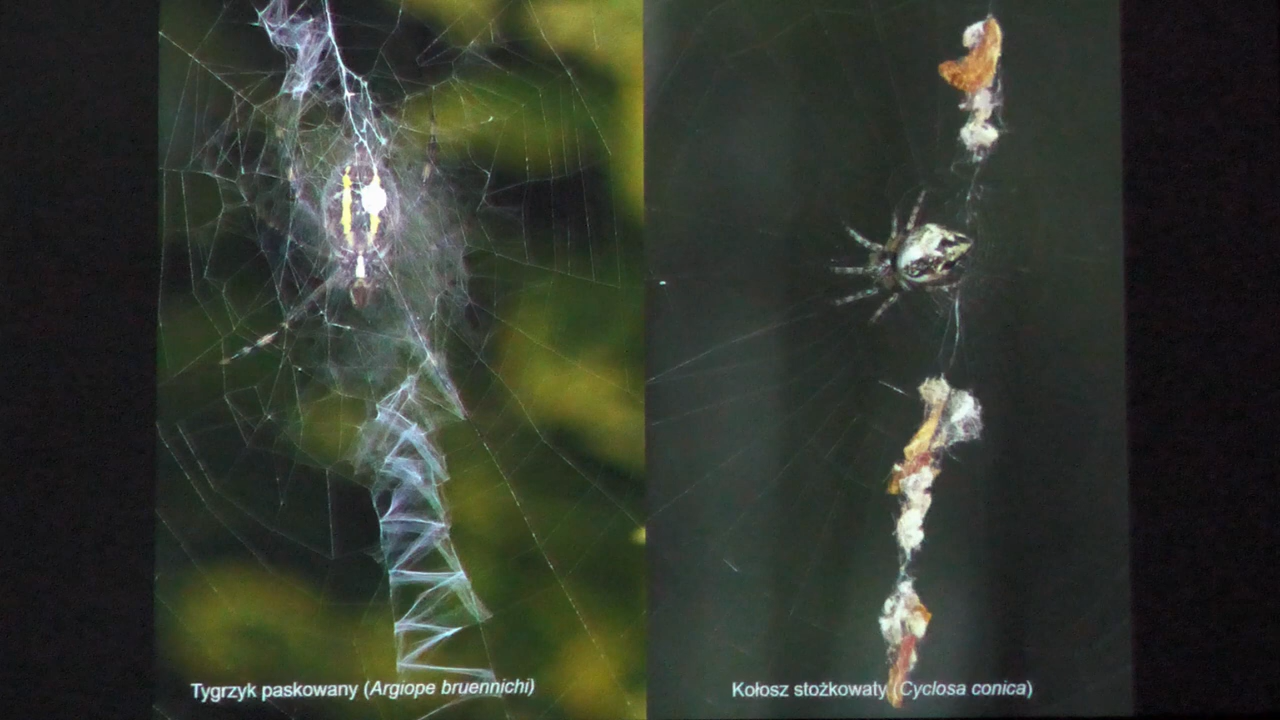 Tygrzyk paskowany (Argiope bruennichi)
Kołosz stożkowaty (Cyclosa conica)